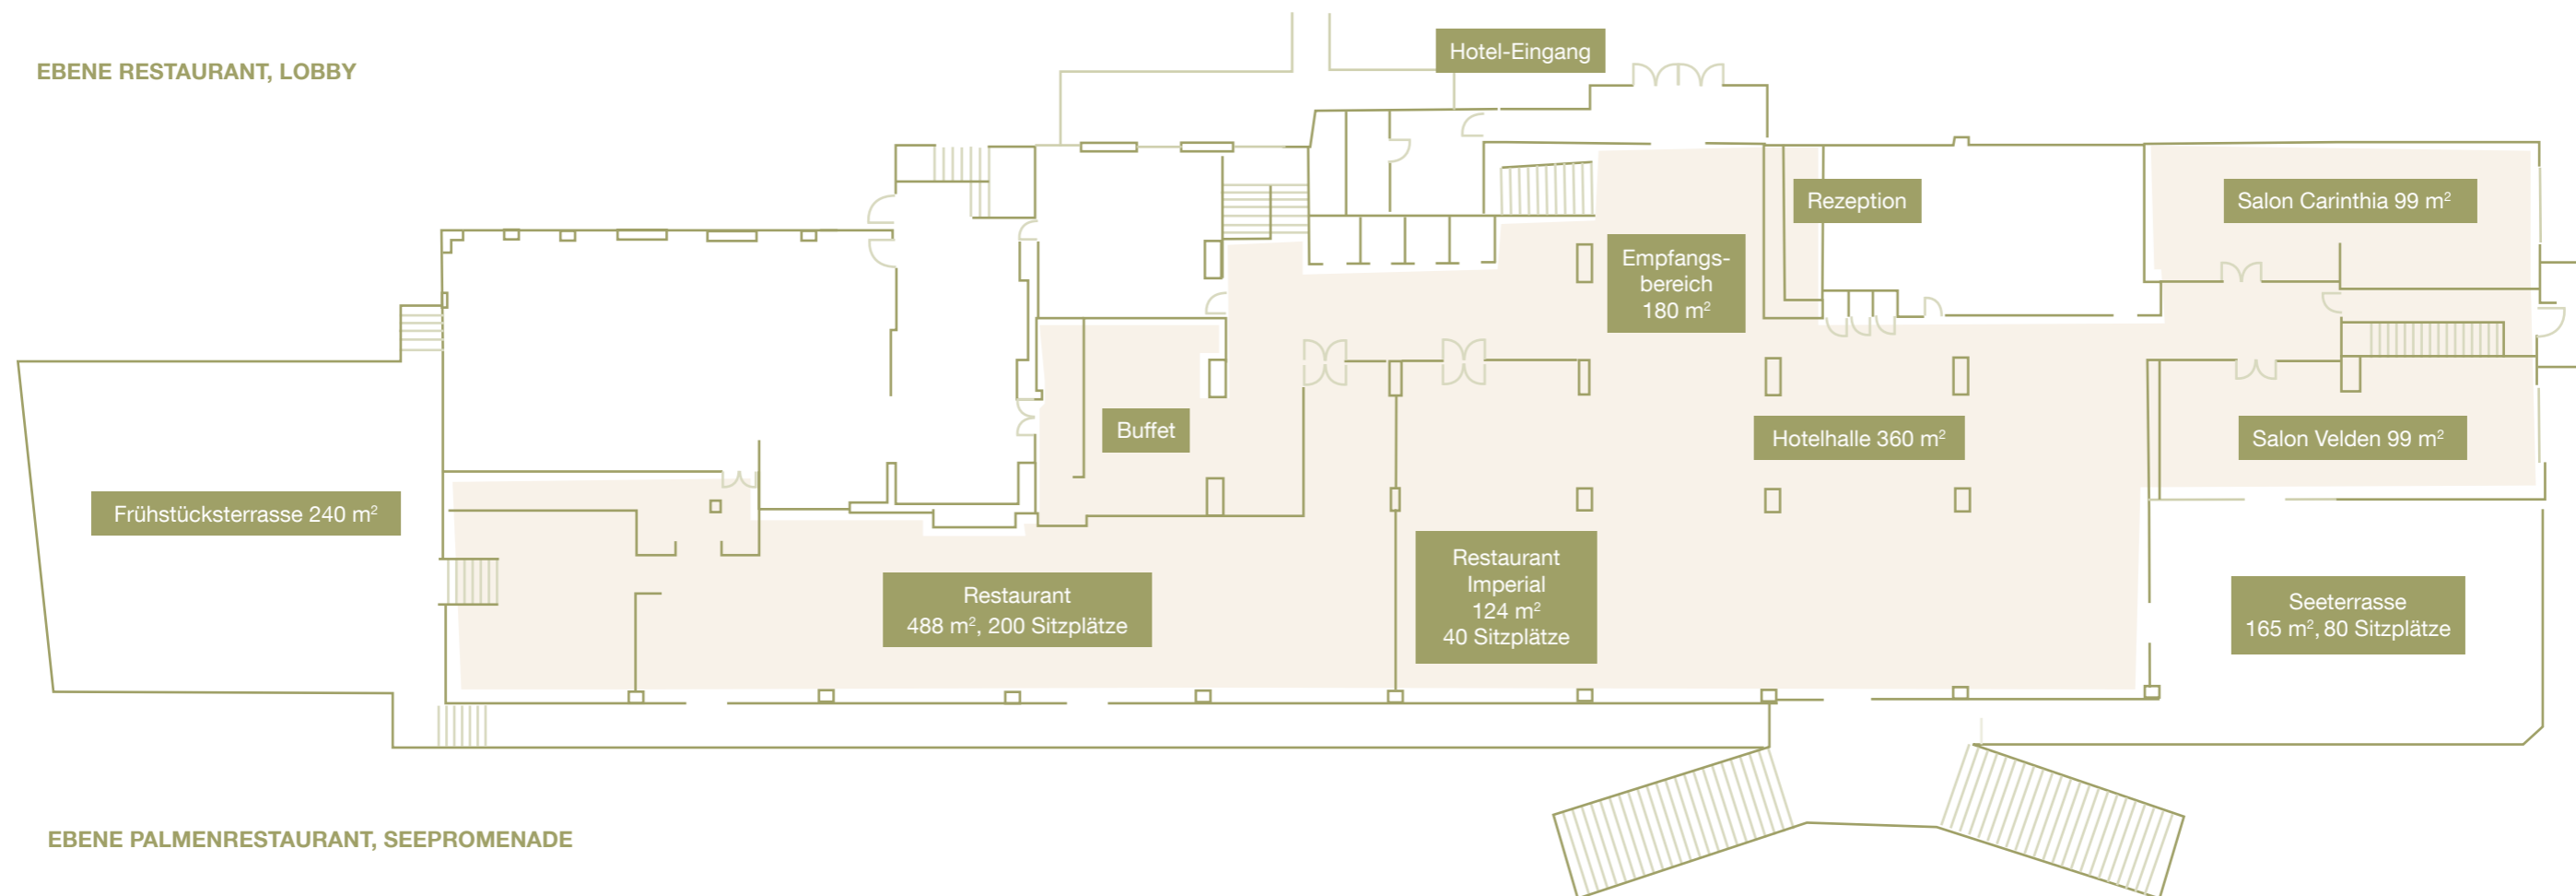 EBENE RESTAURANT, LOBBY
Hotel-Eingang
Rezeption
Salon Carinthia 99 m²
Empfangs-
bereich
180 m²
Buffet
Hotelhalle 360 m²
Salon Velden 99 m²
Frühstücksterrasse 240 m²
Restaurant
488 m², 200 Sitzplätze
Restaurant
Imperial
124 m²
40 Sitzplätze
Seeterrasse
165 m², 80 Sitzplätze
EBENE PALMENRESTAURANT, SEEPROMENADE